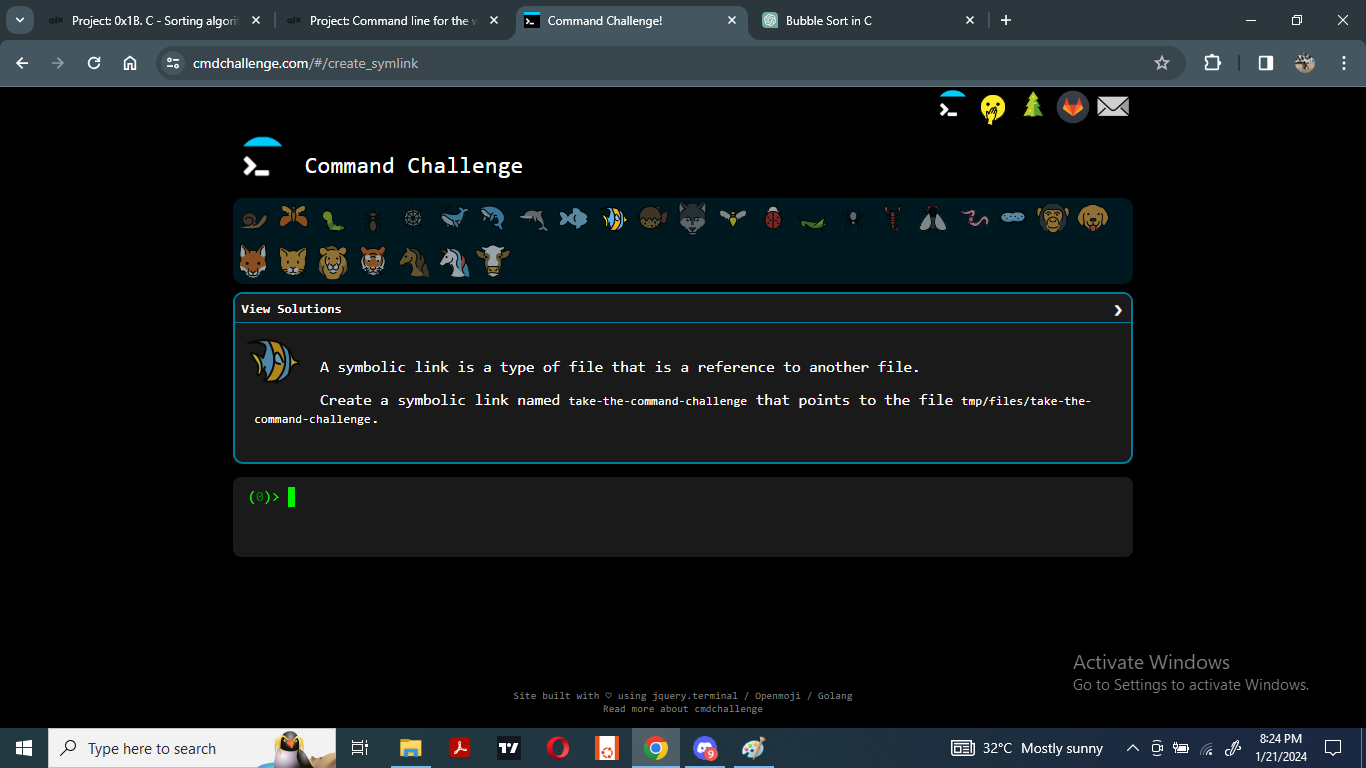 Project: 0x1B. C - Sorting algori
Project: Command line for the w
Command Challenge!
Bubble Sort in C
cmdchallenge.com/#/create_symlink
Command Challenge
View Solutions
A symbolic link is a type of file that is a reference to another file.
Create a symbolic link named take-the-command-challenge that points to the file tmp/files/take-the-
command-challenge.
(0)>
Activate Windows
Go to Settings to activate Windows.
Site built with ♡ using jquery.terminal / Openmoji / Golang
Read more about cmdchallenge
Type here to search
32°C Mostly sunny
8:24 PM
1/21/2024
9